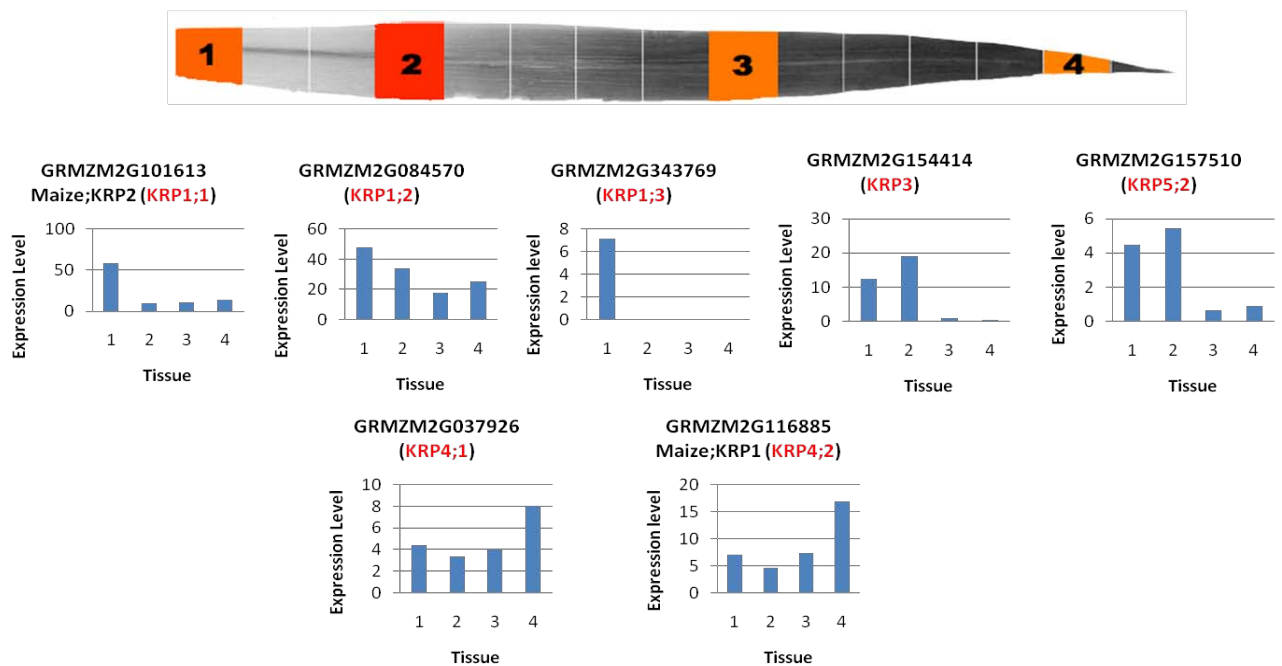 1 2 3 4
GRMZM2G101613
Maize;KRP2 (KRP1;1)
Expression Level
100
50
0
1 2 3 4
Tissue
GRMZM2G084570
(KRP1;2)
Expression Level
60
40
20
0
1 2 3 4
Tissue
GRMZM2G343769
(KRP1;3)
Expression level
8
6
4
2
0
1 2 3 4
Tissue
GRMZM2G154414
(KRP3)
Expression Level
30
20
10
0
1 2 3 4
Tissue
GRMZM2G157510
(KRP5;2)
Expression Level
6
4
2
0
1 2 3 4
Tissue
GRMZM2G037926
(KRP4;1)
Expression Level
10
8
6
4
2
0
1 2 3 4
Tissue
GRMZM2G116885
Maize;KRP1 (KRP4;2)
Expression level
20
15
10
5
0
1 2 3 4
Tissue